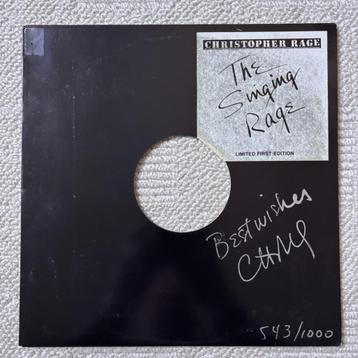 CHRISTOPHER RAGE
The
Singing
Rage
LIMITED FIRST EDITION
Best wishes
543/1000